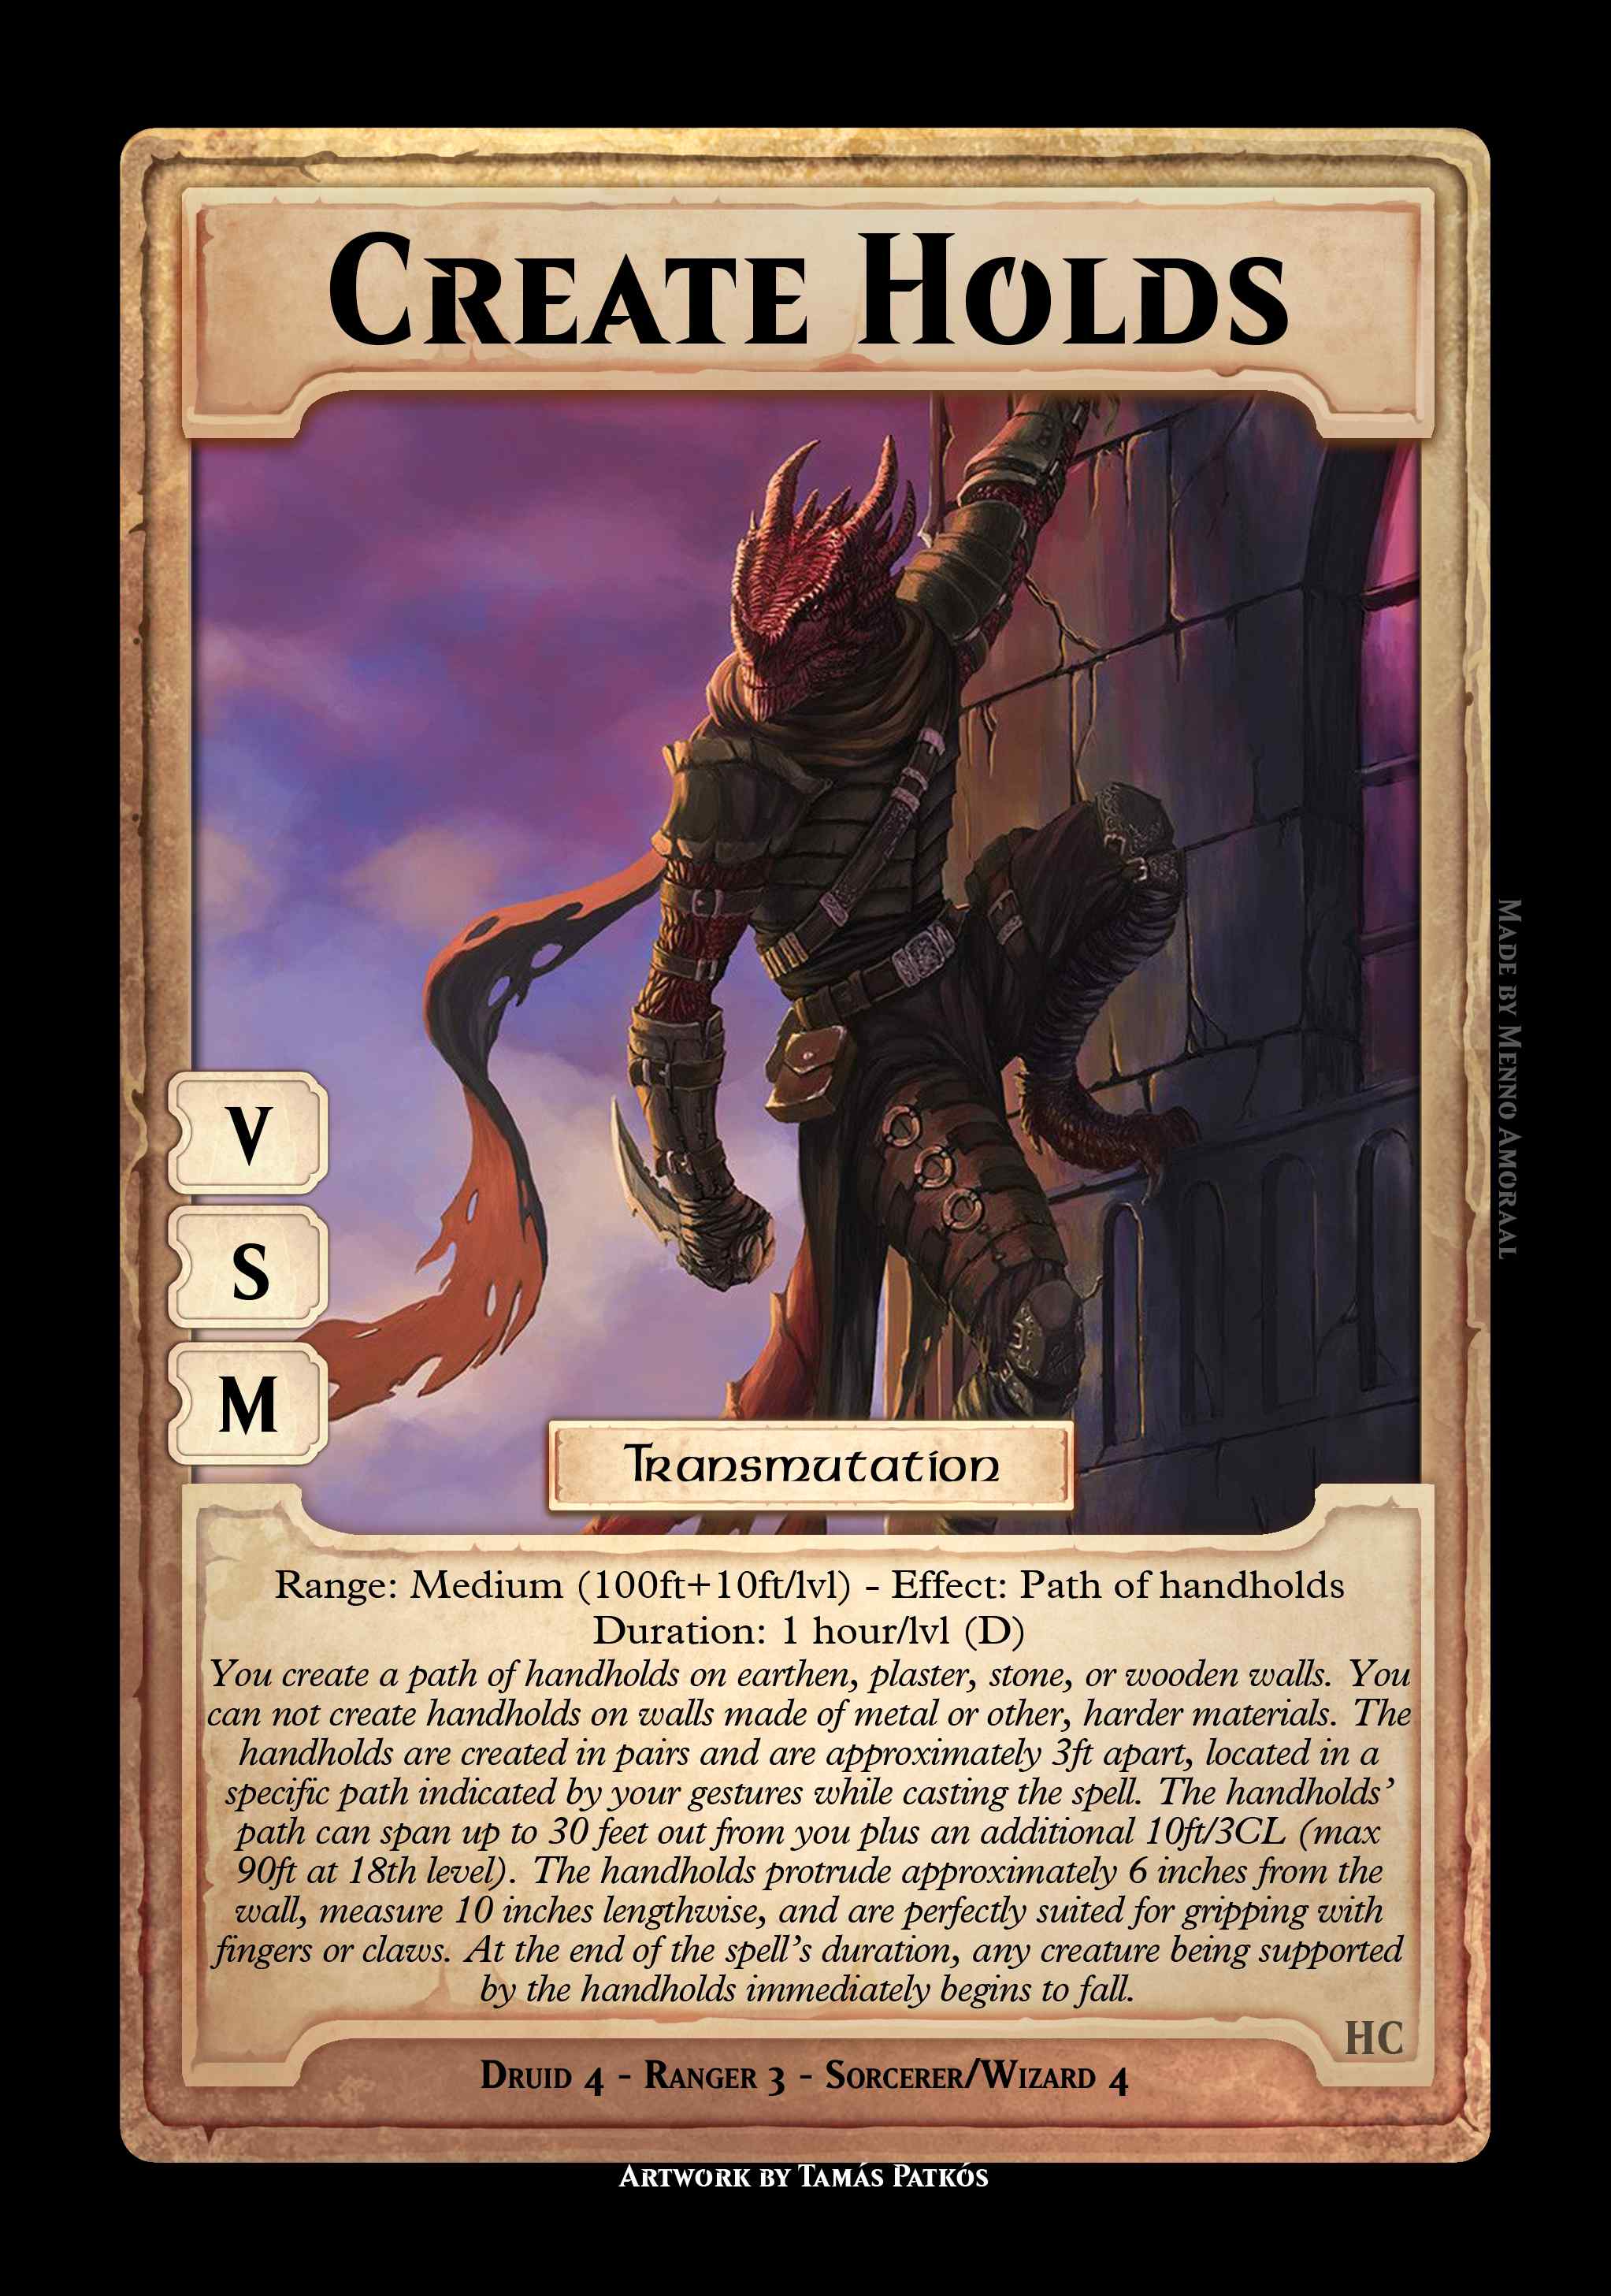 Create Holds
V
S
M
Transmutation
Range: Medium (100ft+10ft/lvl) - Effect: Path of handholds
Duration: 1 hour/lvl (D)
You create a path of handholds on earthen, plaster, stone, or wooden walls. You
can not create handholds on walls made of metal or other, harder materials. The
handholds are created in pairs and are approximately 3ft apart, located in a
specific path indicated by your gestures while casting the spell. The handholds’
path can span up to 30 feet out from you plus an additional 10ft/3CL (max
90ft at 18th level). The handholds protrude approximately 6 inches from the
wall, measure 10 inches lengthwise, and are perfectly suited for gripping with
fingers or claws. At the end of the spell’s duration, any creature being supported
by the handholds immediately begins to fall.
HC
Druid 4 - Ranger 3 - Sorcerer/Wizard 4
Artwork by Tamás Patkós
Made by Menno Amoraal